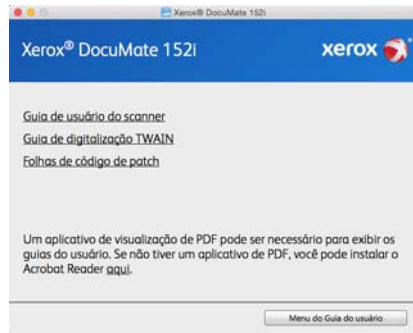 Xerox® DocuMate 152i
Xerox® DocuMate 152i
xerox
Guia de usuário do scanner
Guia de digitalização TWAIN
Folhas de código de patch
Um aplicativo de visualização de PDF pode ser necessário para exibir os
guias do usuário. Se não tiver um aplicativo de PDF, você pode instalar o
Acrobat Reader aqui.
Menu do Guia do usuário